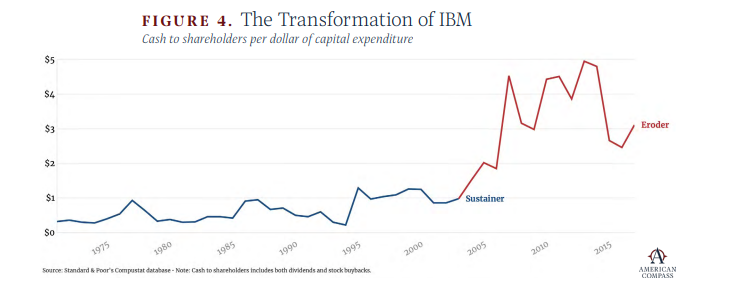 FIGURE 4. The Transformation of IBM
Cash to shareholders per dollar of capital expenditure
$5
$4
$3
$2
$1
$0
Eroder
Sustainer
1975 1980 1985 1990 1995 2000 2005 2010 2015
Source: Standard & Poor's Compustat database - Note: Cash to shareholders includes both dividends and stock buybacks.
AMERICAN
COMPASS